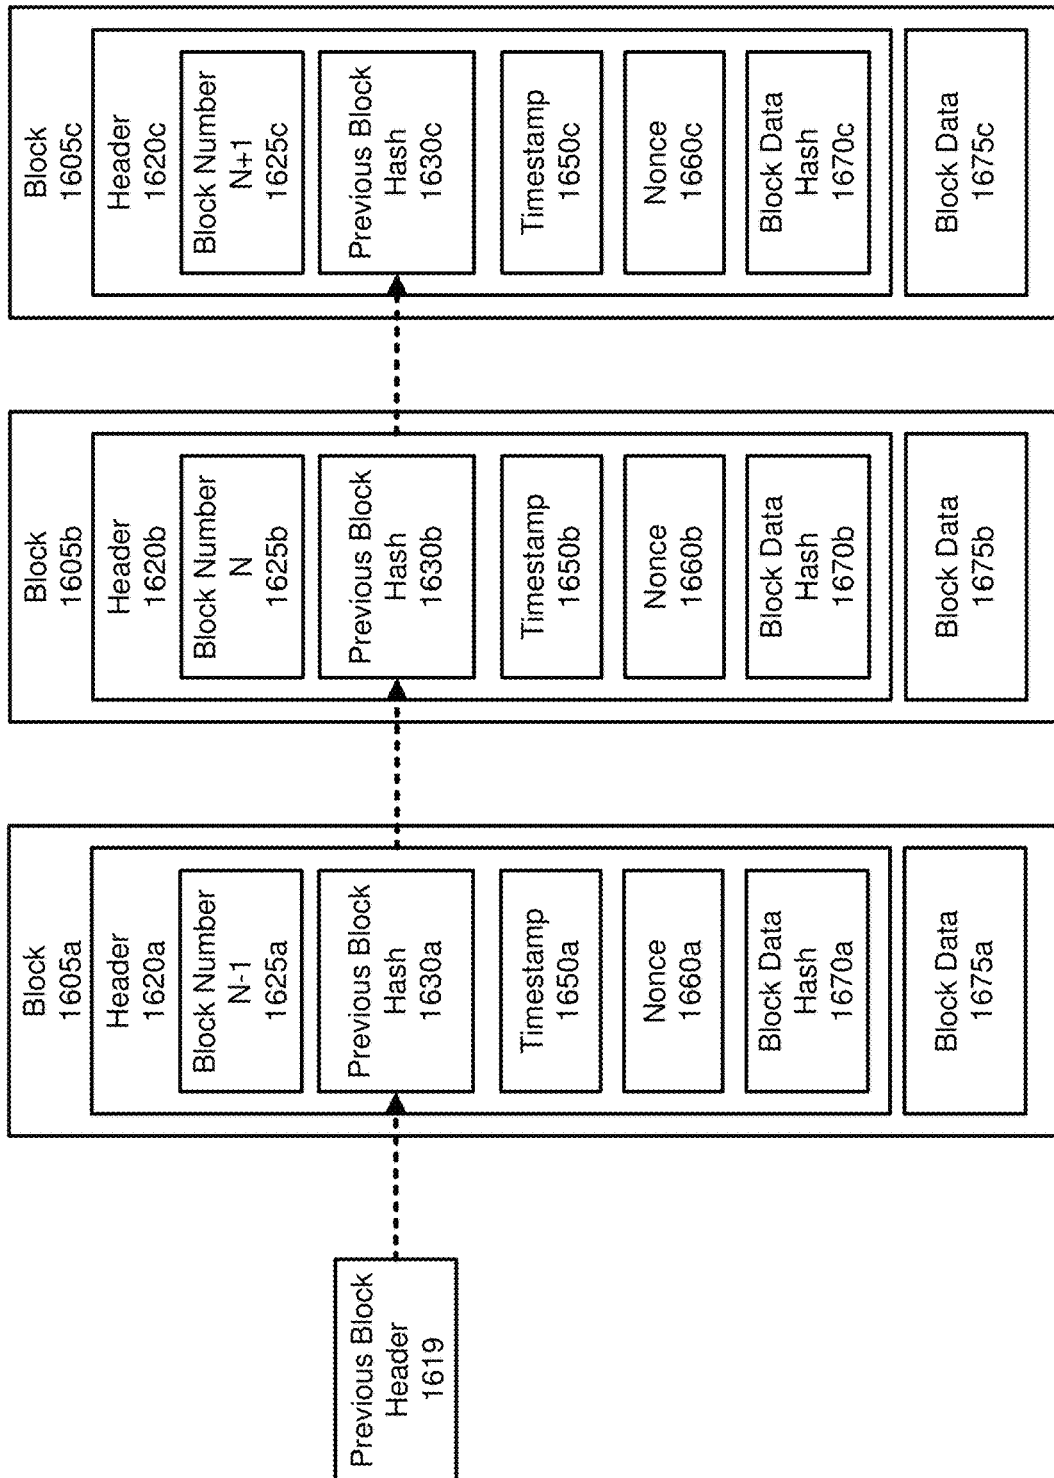 Previous Block
Header
1619
Block
1605a
Header
1620a
Block Number
N-1
1625a
Previous Block
Hash
1630a
Timestamp
1650a
Nonce
1660a
Block Data
Hash
1670a
Block Data
1675a
Block
1605b
Header
1620b
Block Number
N
1625b
Previous Block
Hash
1630b
Timestamp
1650b
Nonce
1660b
Block Data
Hash
1670b
Block Data
1675b
Block
1605c
Header
1620c
Block Number
N+1
1625c
Previous Block
Hash
1630c
Timestamp
1650c
Nonce
1660c
Block Data
Hash
1670c
Block Data
1675c